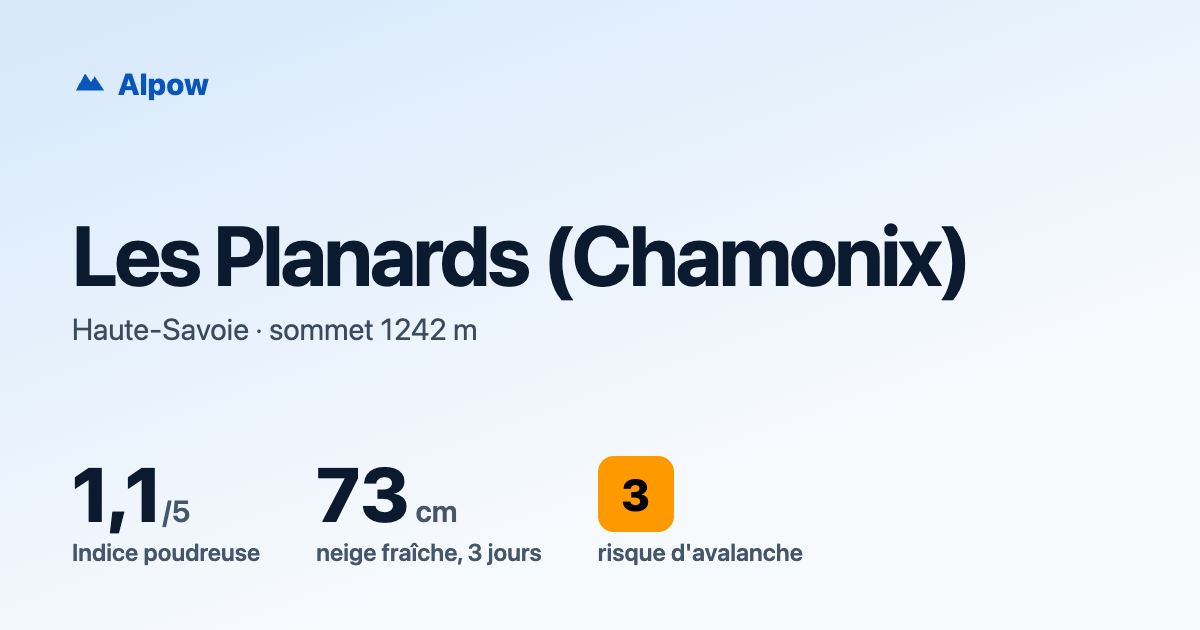 Alpow
Les Planards (Chamonix)
Haute-Savoie · sommet 1242 m
1,1/5
Indice poudreuse
73 cm
neige fraîche, 3 jours
3
risque d'avalanche